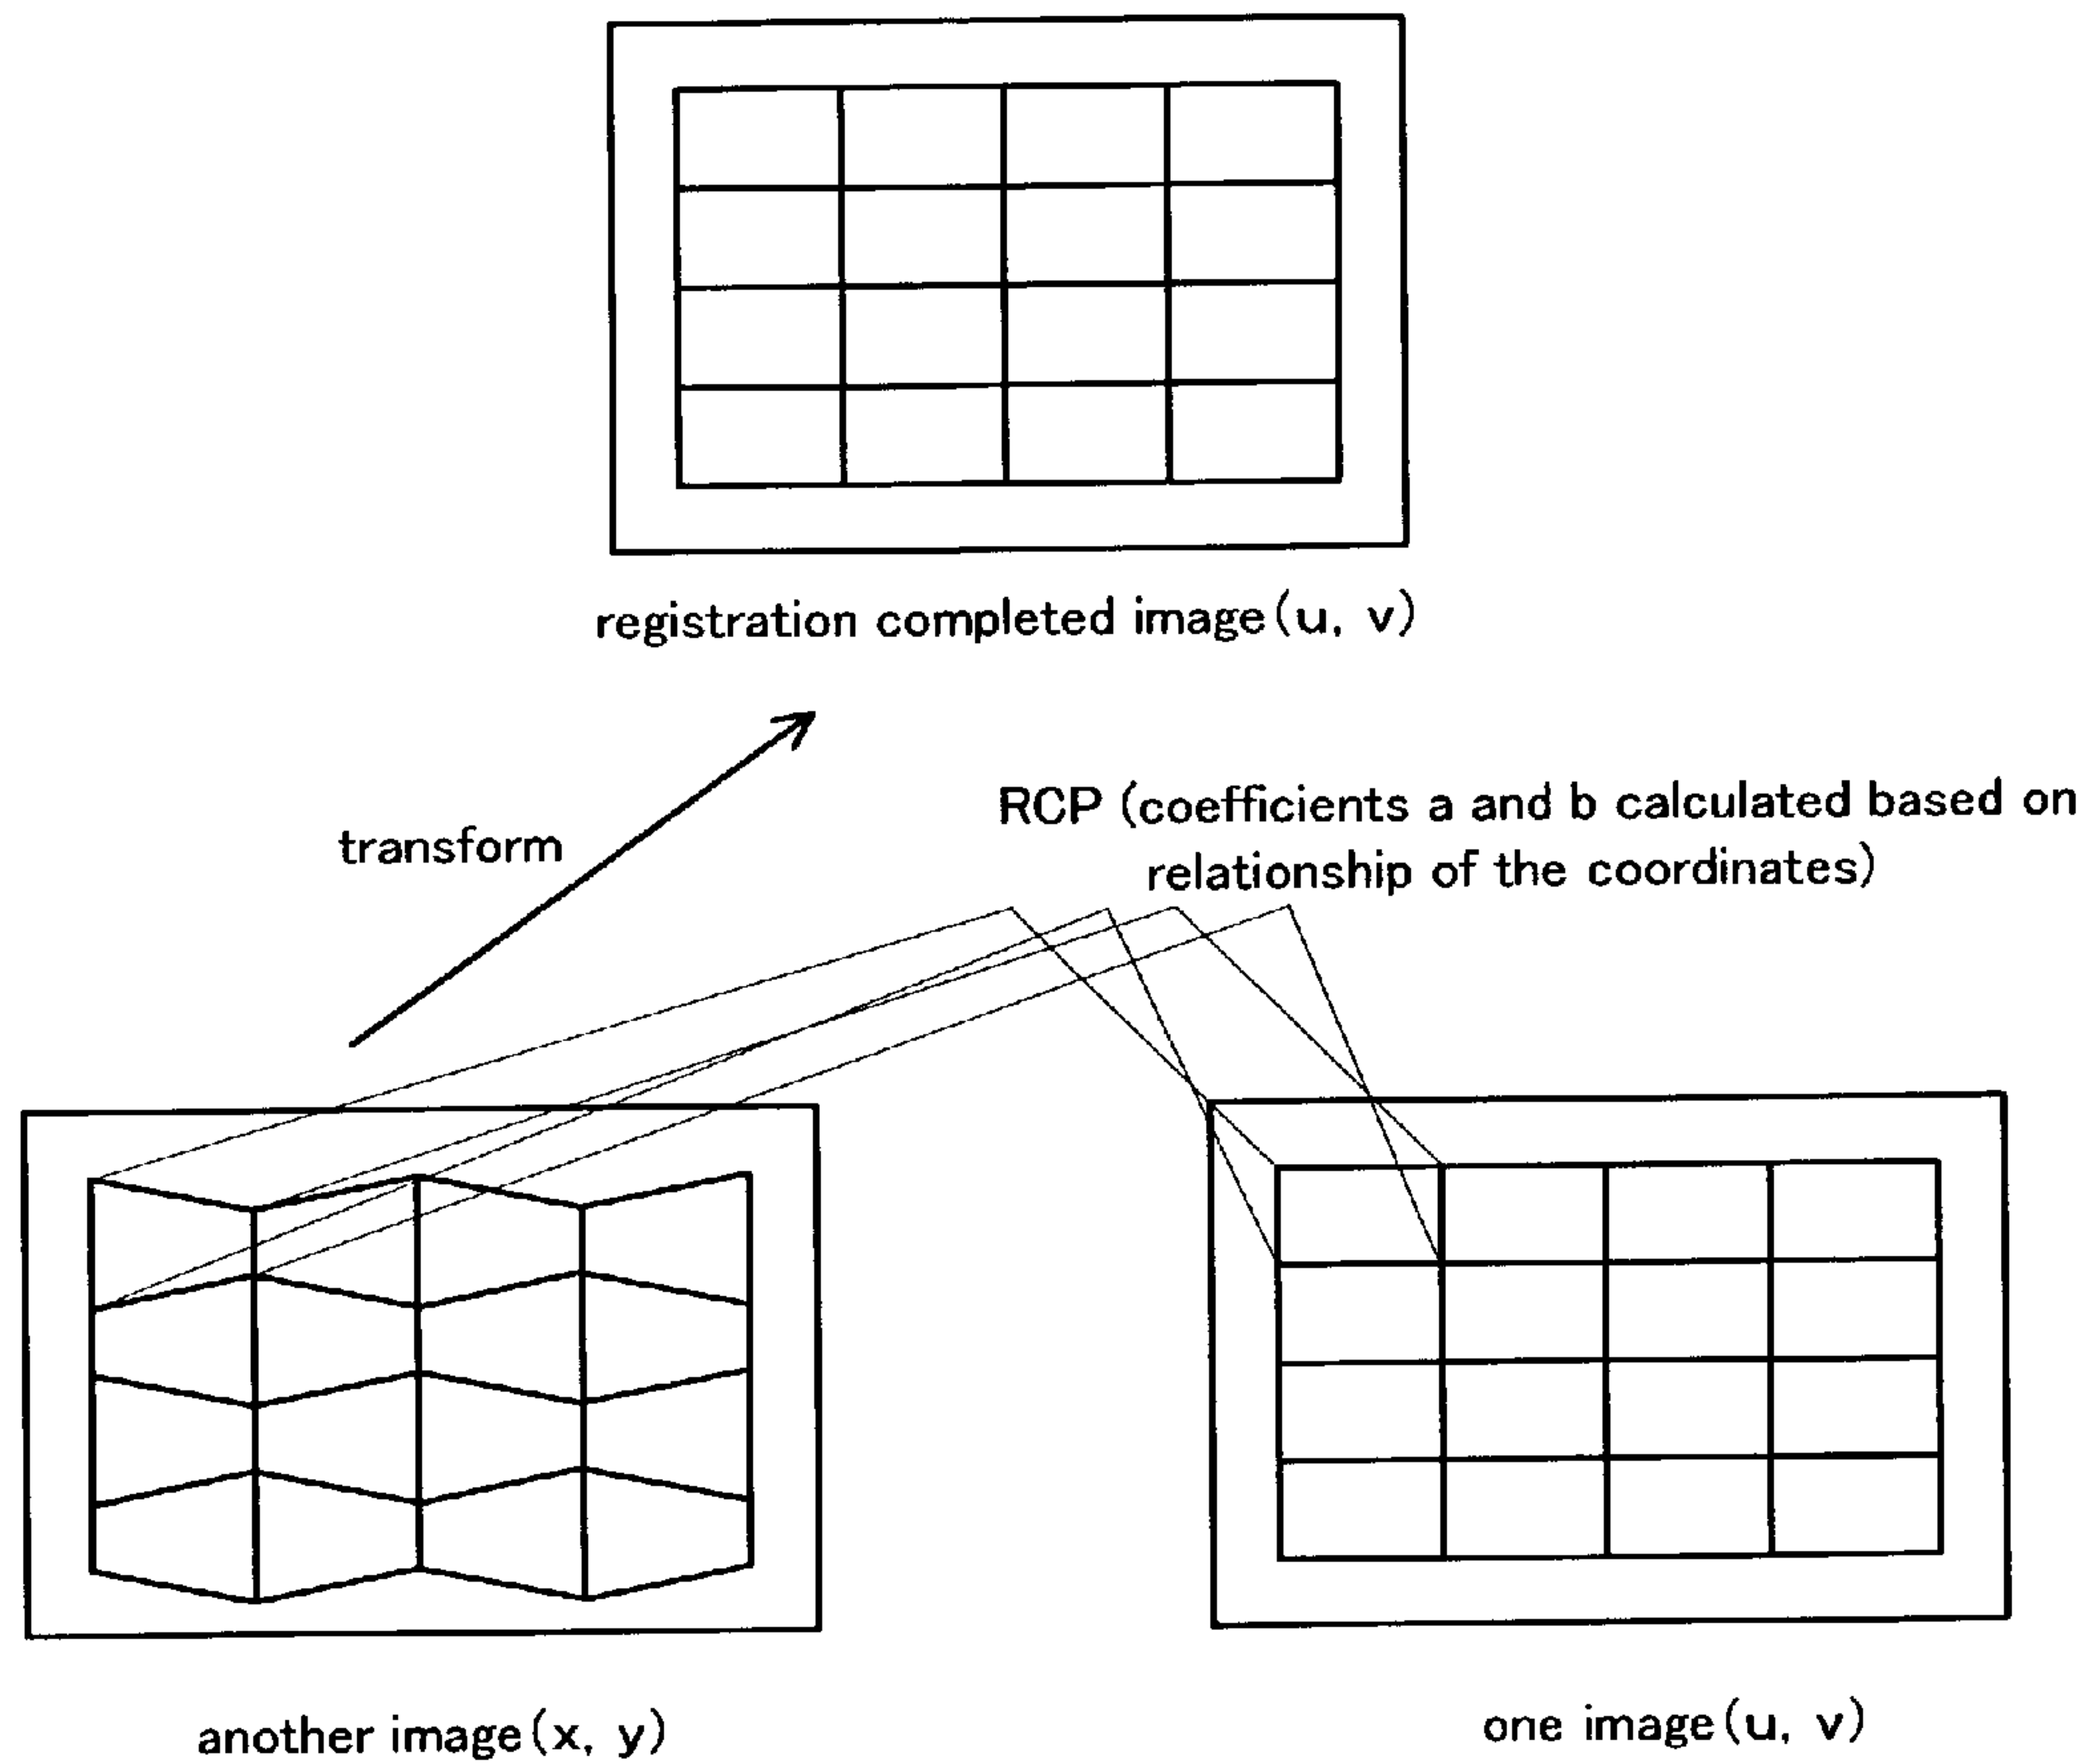 registration completed image(u, v)
transform
RCP (coefficients a and b calculated based on
relationship of the coordinates)
another image(x, y)
one image(u, v)